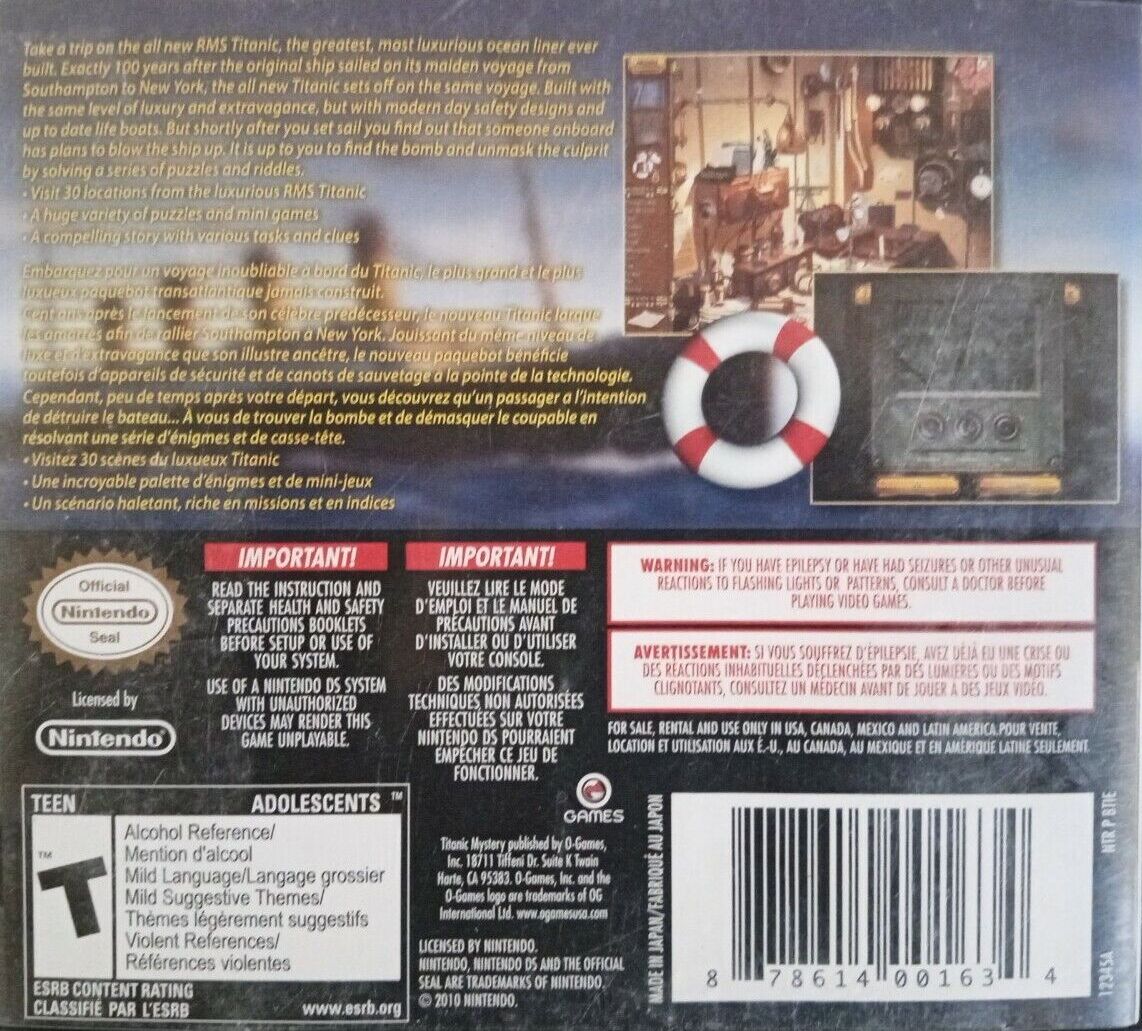 Take a trip on the all new RMS Titanic, the greatest, most luxurious ocean liner ever
built. Exactly 100 years after the original ship sailed on its maiden voyage from
Southampton to New York, the all new Titanic sets off on the same voyage. Built with
the same level of luxury and extravagance, but with modern day safety designs and
up to date life boats. But shortly after you set sail you find out that someone onboard
has plans to blow the ship up. It is up to you to find the bomb and unmask the culprit
by solving a series of puzzles and riddles.
• Visit 30 locations from the luxurious RMS Titanic
• A huge variety of puzzles and mini games
• A compelling story with various tasks and clues
Embarquez pour un voyage inoubliable à bord du Titanic, le plus grand et le plus
luxueux paquebot transatlantique jamais construit.
Cent ans après le lancement de son célèbre prédecesseur, le nouveau Titanic largue
les amarres afin de rallier Southampton à New York. Jouissant du même niveau de
luxe et d'extravagance que son illustre ancêtre, le nouveau paquebot bénéficie
toutefois d'appareils de sécurité et de canots de sauvetage a la pointe de la technologie.
Cependant, peu de temps après votre départ, vous découvrez qu'un passager a l'intention
de détruire le bateau... À vous de trouver la bombe et de démasquer le coupable en
résolvant une série d'énigmes et de casse-tête.
• Visitez 30 scènes du luxueux Titanic
• Une incroyable palette d'énigmes et de mini-jeux
• Un scénario haletant, riche en missions et en indices
Official
Nintendo
Seal
Licensed by
Nintendo
IMPORTANT!
READ THE INSTRUCTION AND
SEPARATE HEALTH AND SAFETY
PRECAUTIONS BOOKLETS
BEFORE SETUP OR USE OF
YOUR SYSTEM.
USE OF A NINTENDO DS SYSTEM
WITH UNAUTHORIZED
DEVICES MAY RENDER THIS
GAME UNPLAYABLE.
IMPORTANT!
VEUILLEZ LIRE LE MODE
D'EMPLOI ET LE MANUEL DE
PRÉCAUTIONS AVANT
D'INSTALLER OU D'UTILISER
VOTRE CONSOLE.
DES MODIFICATIONS
TECHNIQUES NON AUTORISÉES
EFFECTUÉES SUR VOTRE
NINTENDO DS POURRAIENT
EMPÊCHER CE JEU DE
FONCTIONNER.
WARNING: IF YOU HAVE EPILEPSY OR HAVE HAD SEIZURES OR OTHER UNUSUAL
REACTIONS TO FLASHING LIGHTS OR PATTERNS, CONSULT A DOCTOR BEFORE
PLAYING VIDEO GAMES.
AVERTISSEMENT: SI VOUS SOUFFREZ D'ÉPILEPSIE, AVEZ DÉJÀ EU UNE CRISE OU
DES RÉACTIONS INHABITUELLES DÉCLENCHÉES PAR DES LUMIÈRES OU DES MOTIFS
CLIGNOTANTS, CONSULTEZ UN MÉDECIN AVANT DE JOUER A DES JEUX VIDÉO.
FOR SALE, RENTAL AND USE ONLY IN USA, CANADA, MEXICO AND LATIN AMERICA.POUR VENTE,
LOCATION ET UTILISATION AUX É.-U., AU CANADA, AU MEXIQUE ET EN AMÉRIQUE LATINE SEULEMENT.
TEEN ADOLESCENTS ™
™
T
Alcohol Reference/
Mention d'alcool
Mild Language/Langage grossier
Mild Suggestive Themes/
Thèmes légèrement suggestifs
Violent References/
Références violentes
ESRB CONTENT RATING
CLASSIFIÉ PAR L'ESRB www.esrb.org
GAMES
Titanic Mystery published by O-Games,
Inc. 18711 Tiffeni Dr. Suite K Twain
Harte, CA 95383. O-Games, Inc. and the
O-Games logo are trademarks of OG
International Ltd. www.ogamesusa.com
LICENSED BY NINTENDO.
NINTENDO, NINTENDO DS AND THE OFFICIAL
SEAL ARE TRADEMARKS OF NINTENDO.
© 2010 NINTENDO.
MADE IN JAPAN/FABRIQUÉ AU JAPON
8 78614 00163 4
NTR P BTIE
12345A